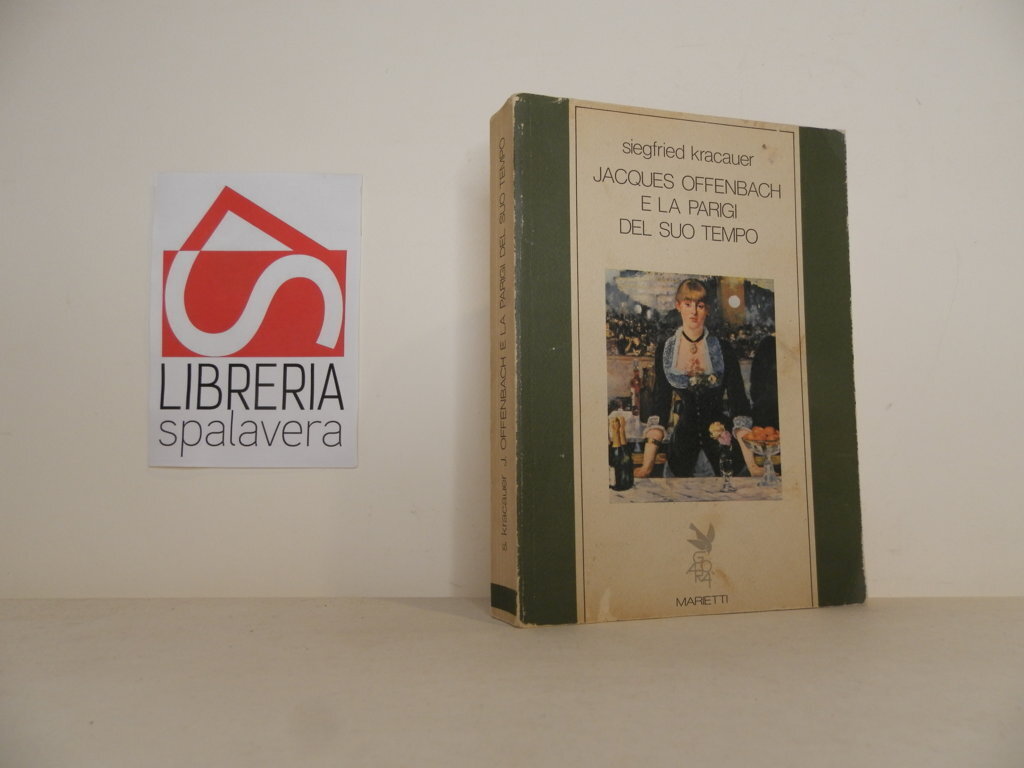 LIBRERIA
spalavera
s. kracauer J. OFFENBACH E LA PARIGI DEL SUO TEMPO
siegfried kracauer
JACQUES OFFENBACH
E LA PARIGI
DEL SUO TEMPO
AGORÀ
MARIETTI